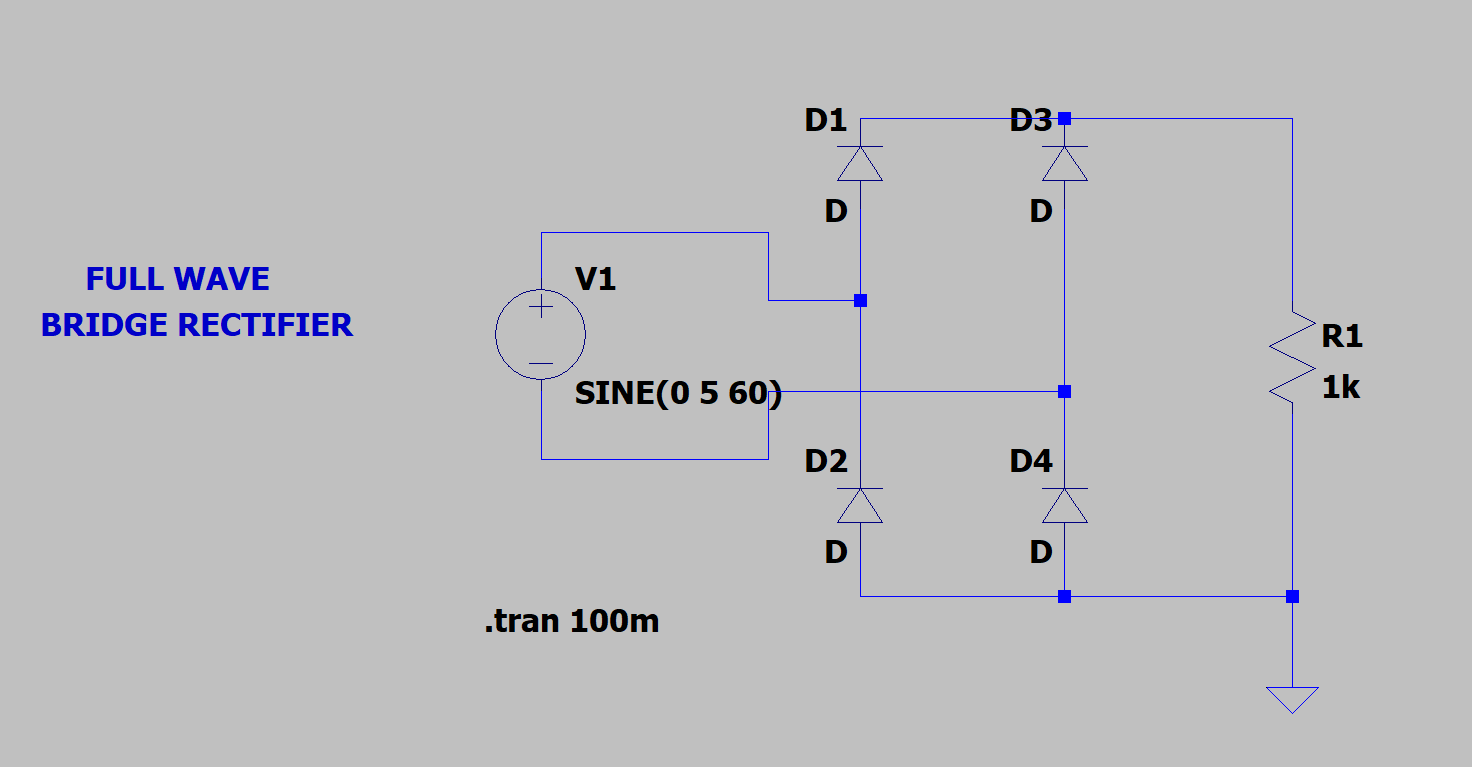 D1
D3
D
D
FULL WAVE
BRIDGE RECTIFIER
V1
R1
1k
SINE(0 5 60)
D2
D4
D
D
.tran 100m